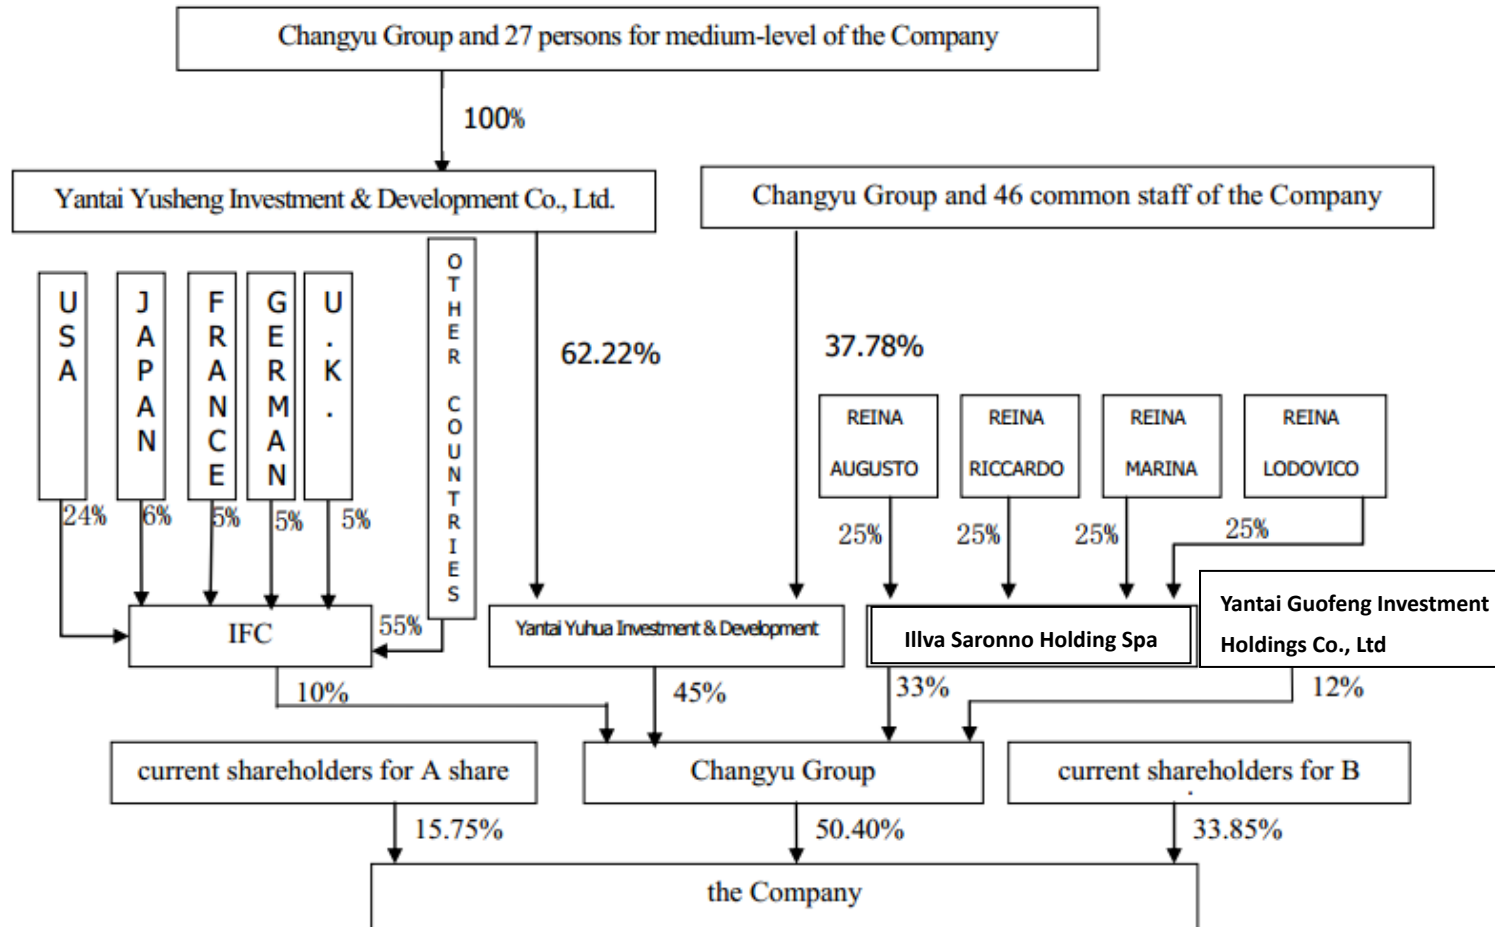 Changyu Group and 27 persons for medium-level of the Company
100%
Yantai Yusheng Investment & Development Co., Ltd.
Changyu Group and 46 common staff of the Company
USA
JAPAN
FRANCE
GERMAN
U.K.
OTHER COUNTRIES
62.22%
37.78%
REINA
AUGUSTO
REINA
RICCARDO
REINA
MARINA
REINA
LODOVICO
24%
6%
5%
5%
5%
55%
25%
25%
25%
25%
IFC
Yantai Yuhua Investment & Development
Illva Saronno Holding Spa
Yantai Guofeng Investment
Holdings Co., Ltd
10%
45%
33%
12%
current shareholders for A share
Changyu Group
current shareholders for B
15.75%
50.40%
33.85%
the Company